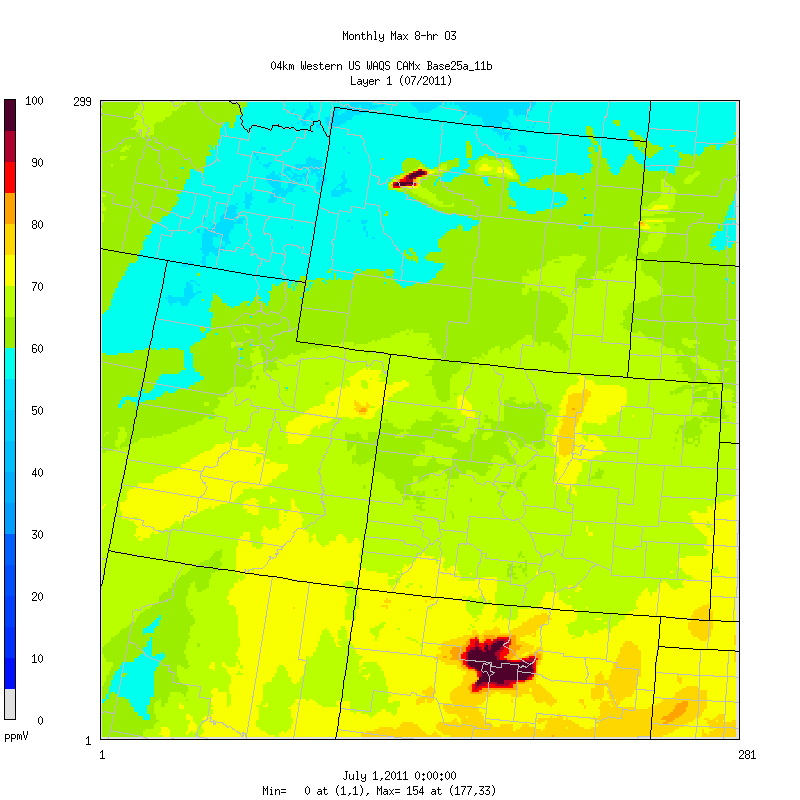 Monthly Max 8-hr O3
04km Western US WAQS CAMx Base25a_11b
Layer 1 (07/2011)
299
100
90
80
70
60
50
40
30
20
10
0
ppmV
1
1
281
July 1,2011 0:00:00
Min= 0 at (1,1), Max= 154 at (177,33)